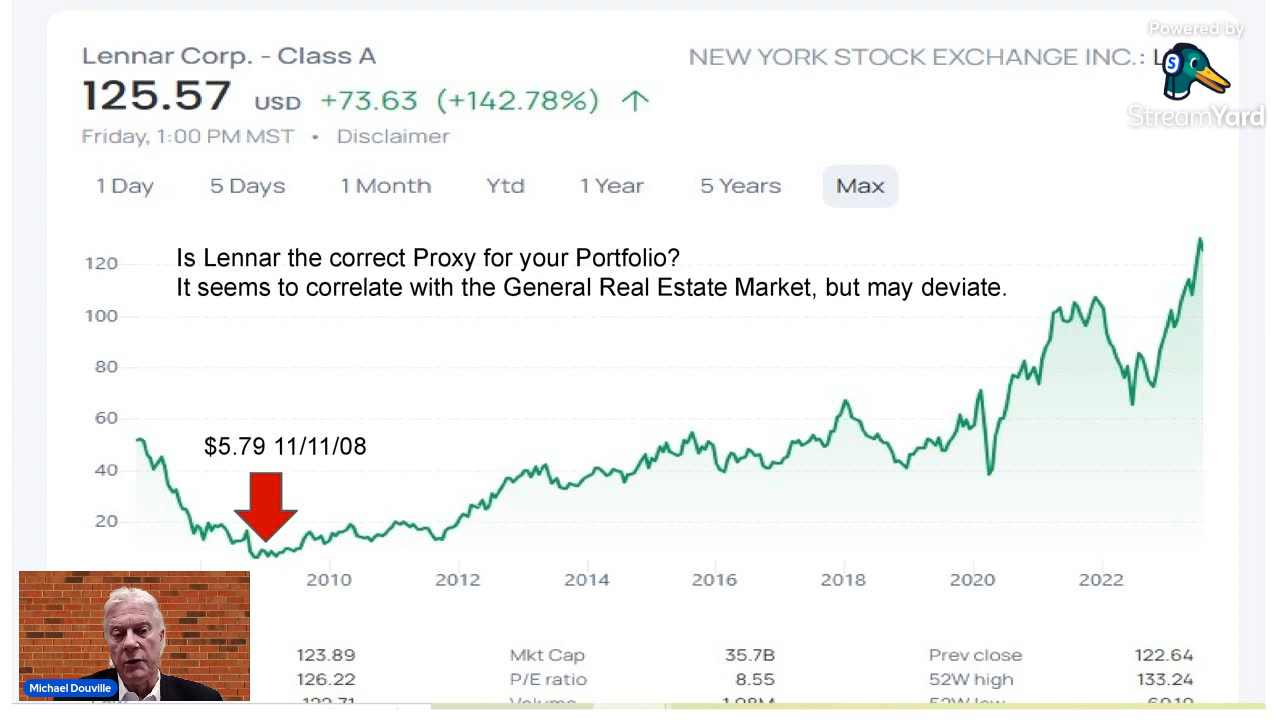 Powered by
StreamYard
Lennar Corp. - Class A
NEW YORK STOCK EXCHANGE INC.: L
125.57 USD +73.63 (+142.78%) ↑
Friday, 1:00 PM MST • Disclaimer
1 Day 5 Days 1 Month Ytd 1 Year 5 Years Max
Is Lennar the correct Proxy for your Portfolio?
It seems to correlate with the General Real Estate Market, but may deviate.
120
100
80
60
$5.79 11/11/08
40
20
2010 2012 2014 2016 2018 2020 2022
123.89 Mkt Cap 35.7B Prev close 122.64
126.22 P/E ratio 8.55 52W high 133.24
Michael Douville